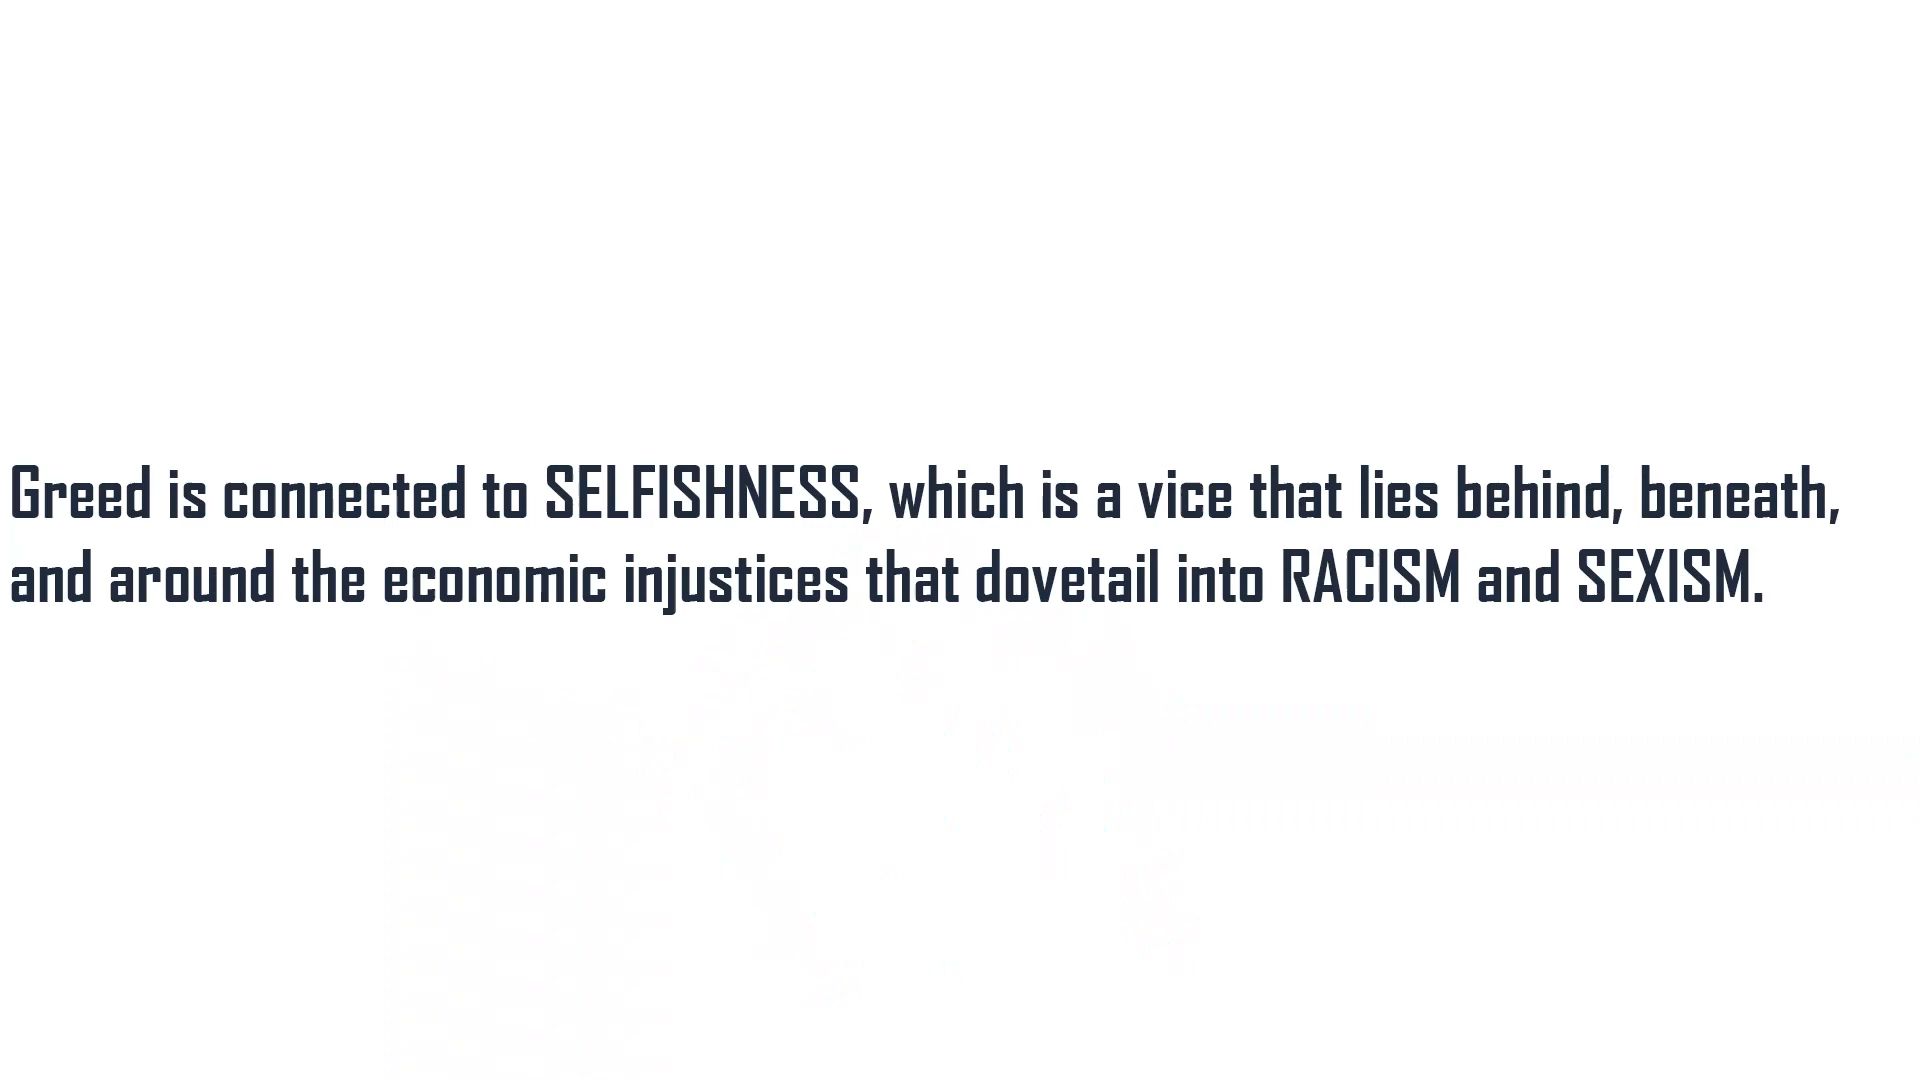 Greed is connected to SELFISHNESS, which is a vice that lies behind, beneath,
and around the economic injustices that dovetail into RACISM and SEXISM.